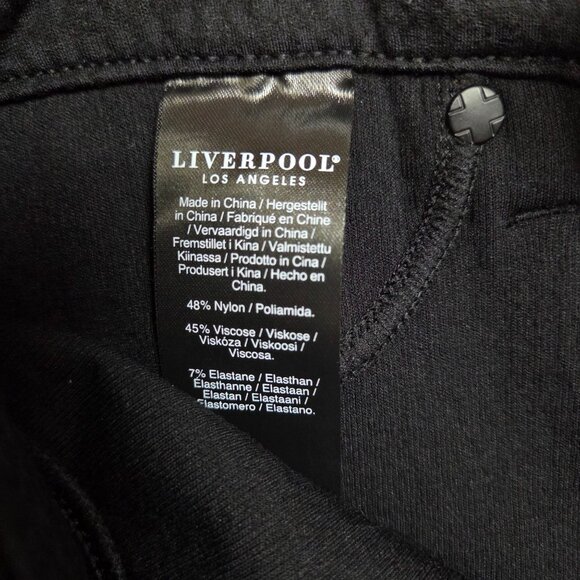 LIVERPOOL®
LOS ANGELES
Made in China / Hergestelit
in China / Fabriqué en Chine
/ Vervaardigd in China /
Fremstillet i Kina / Valmistettu
Kiinassa / Prodotto in Cina /
Produsert i Kina / Hecho en
China.
48% Nylon / Poliamida.
45% Viscose / Viskose /
Viskóza / Viskoosi /
Viscosa.
7% Elastane / Elasthan /
Élasthanne / Elastaan /
Elastan / Elastaani /
Elastomero / Elastano.